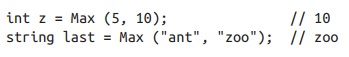 int z = Max (5, 10);                // 10
string last = Max ("ant", "zoo");  // zoo